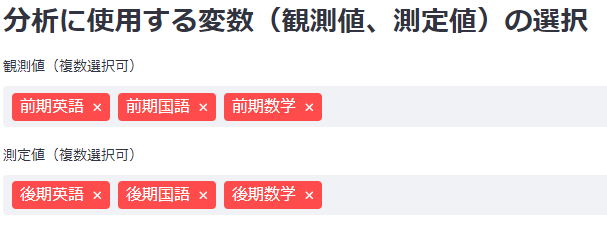 分析に使用する変数（観測値、測定値）の選択
観測値（複数選択可）
前期英語 × 前期国語 × 前期数学 ×
測定値（複数選択可）
後期英語 × 後期国語 × 後期数学 ×